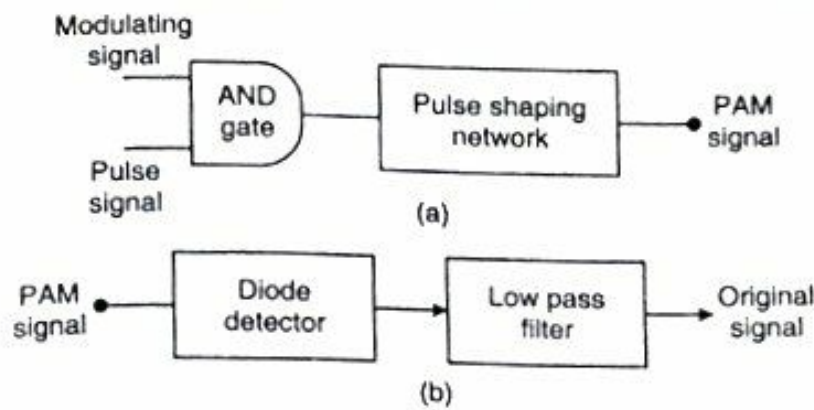 Modulating
signal
AND
gate
Pulse
signal
Pulse shaping
network
PAM
signal
(a)
PAM
signal
Diode
detector
Low pass
filter
Original
signal
(b)